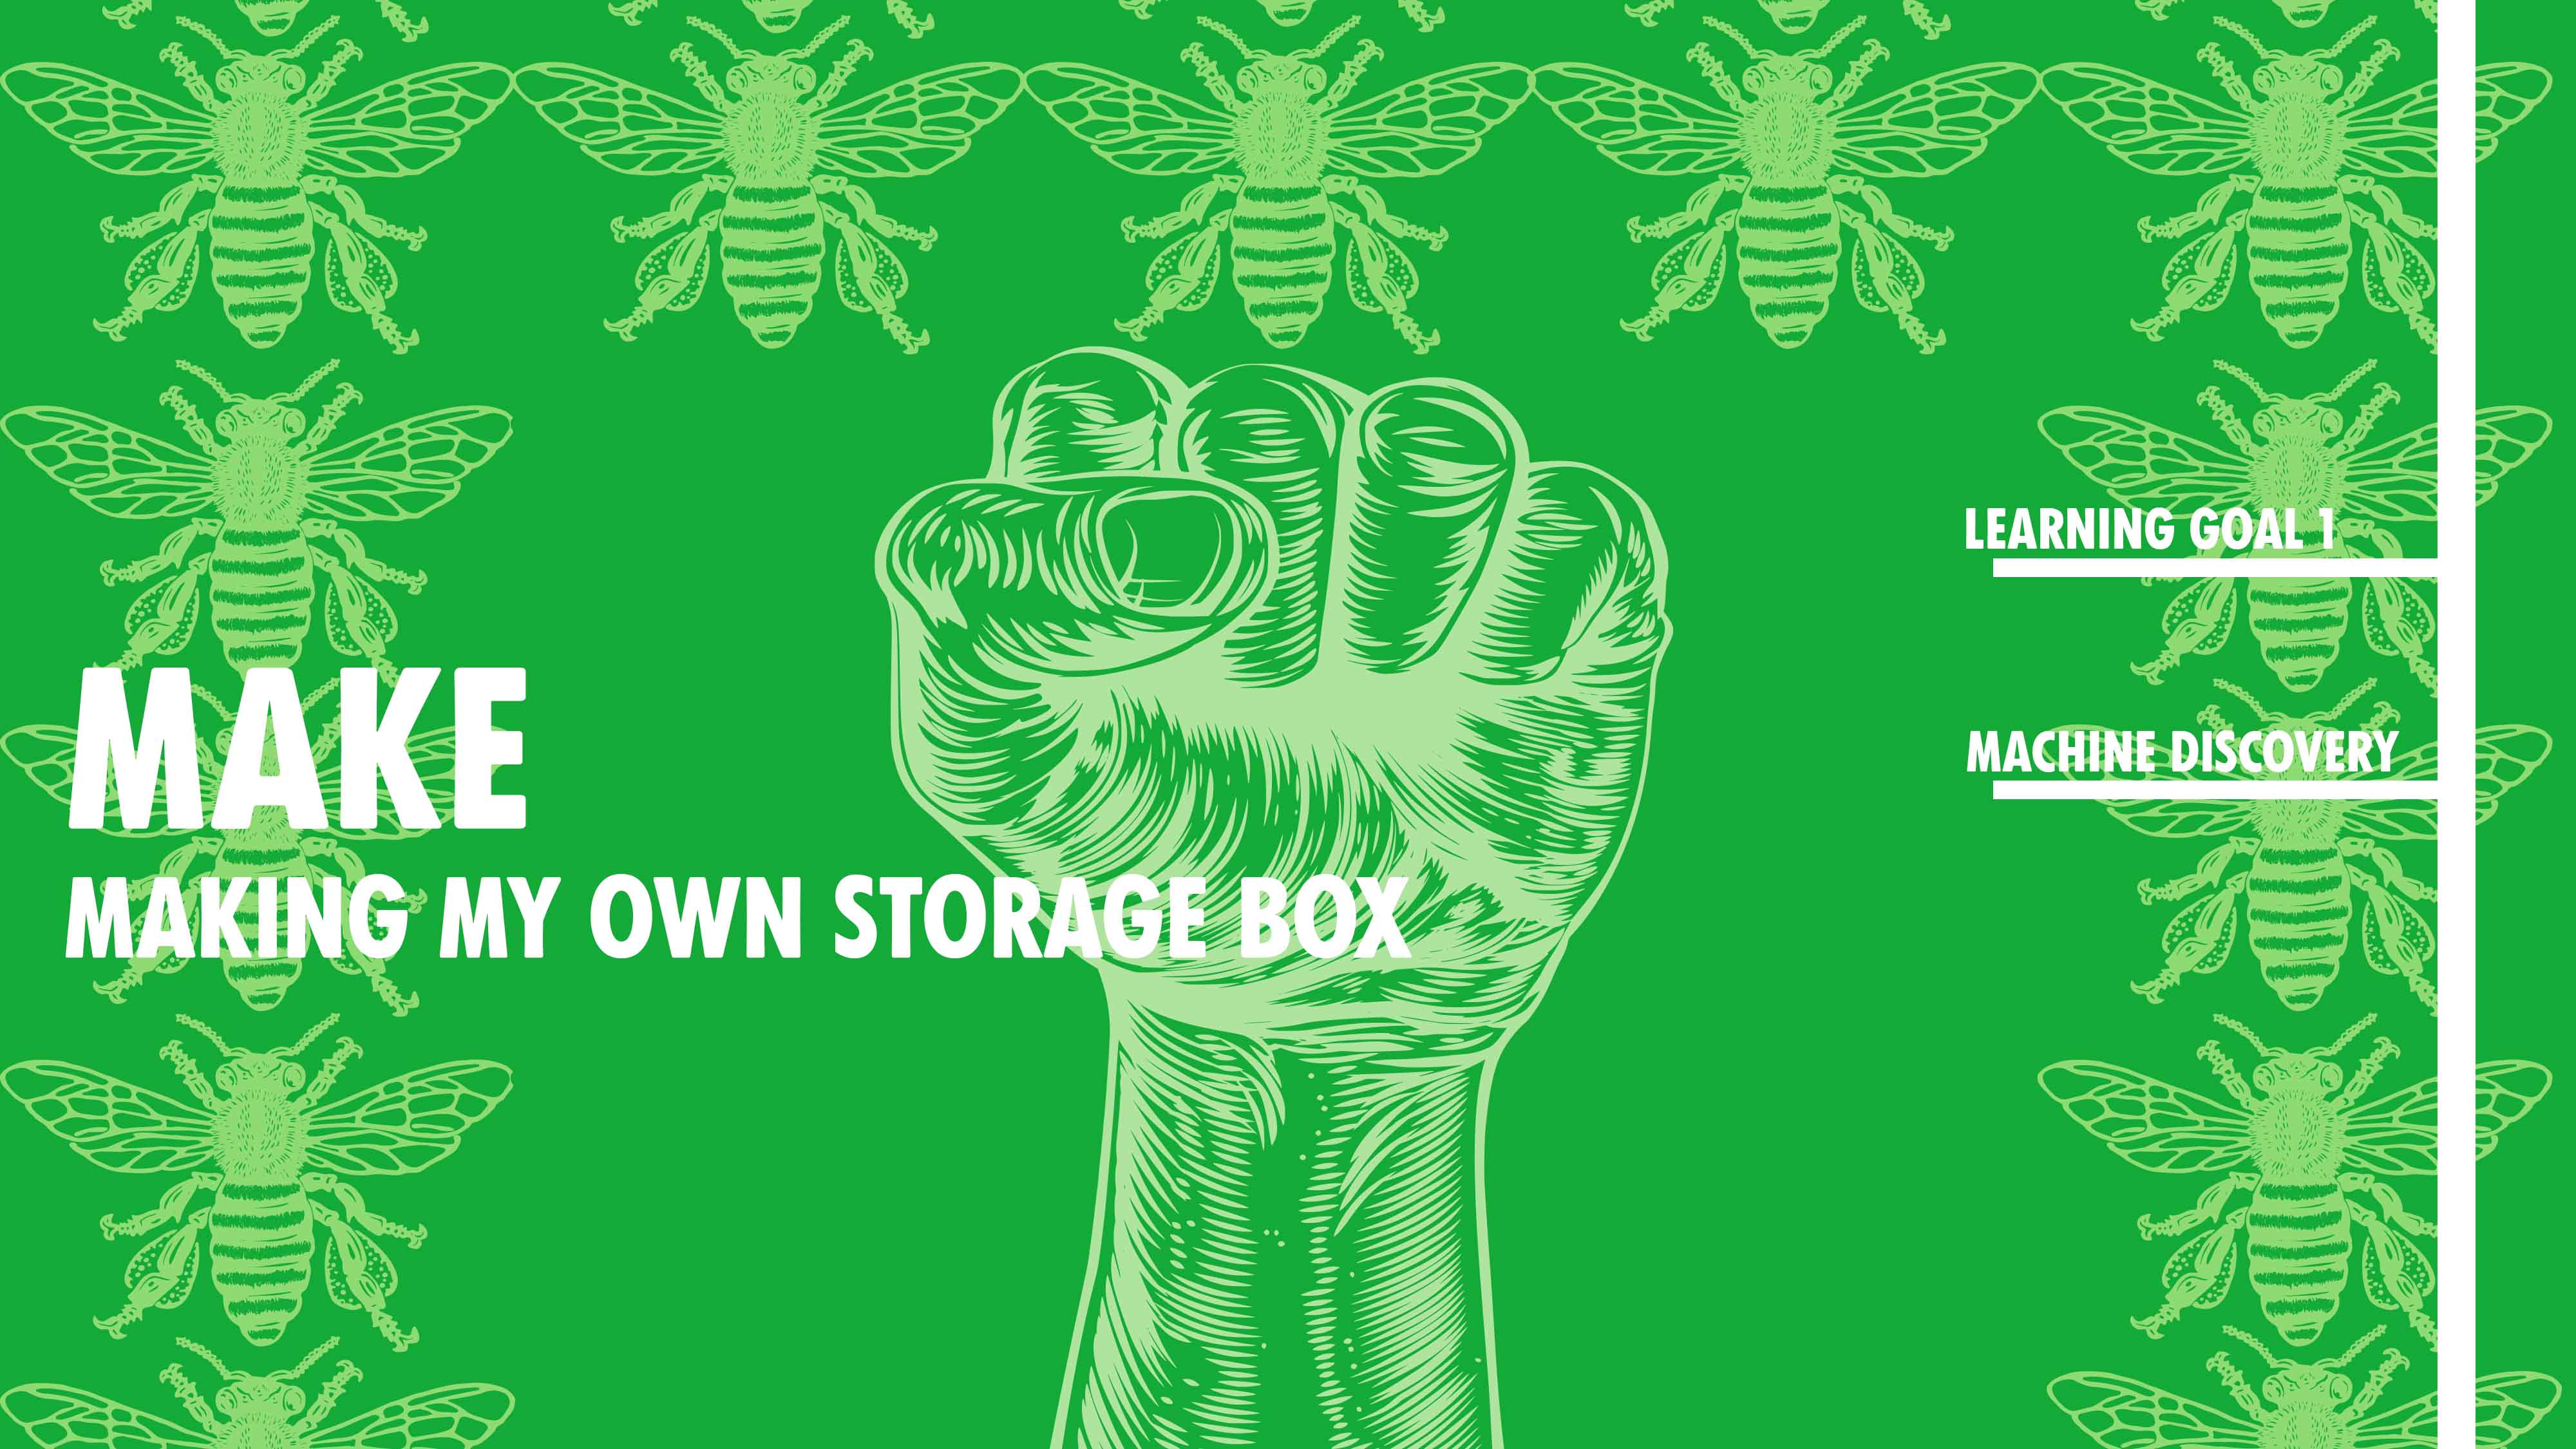 MAKE
MAKING MY OWN STORAGE BOX
LEARNING GOAL 1
MACHINE DISCOVERY